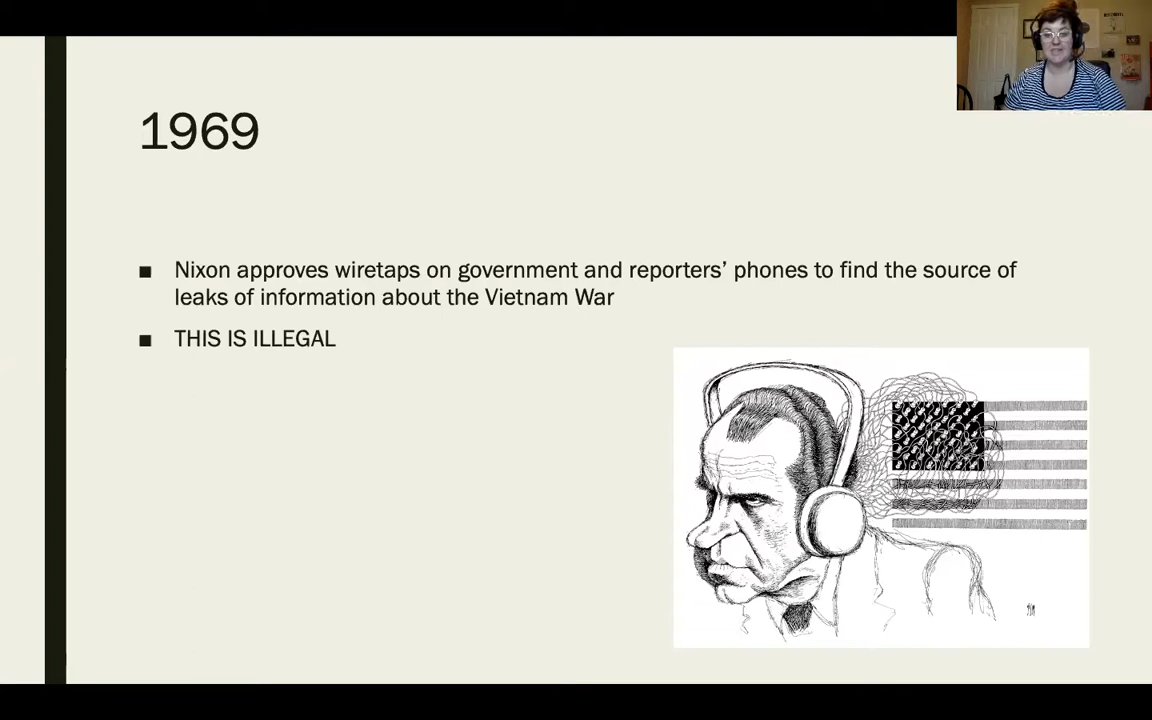 1969
■ Nixon approves wiretaps on government and reporters’ phones to find the source of
leaks of information about the Vietnam War
■ THIS IS ILLEGAL